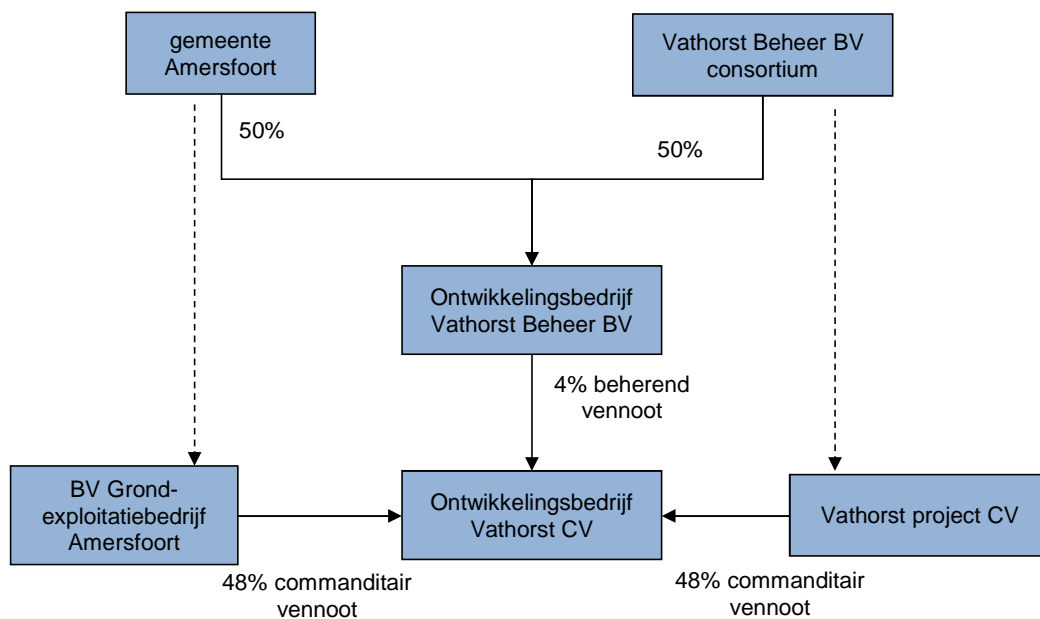 gemeente
Amersfoort
Vathorst Beheer BV
consortium
50%
50%
Ontwikkelingsbedrijf
Vathorst Beheer BV
4% beherend
vennoot
BV Grond-
exploitatiebedrijf
Amersfoort
Ontwikkelingsbedrijf
Vathorst CV
Vathorst project CV
48% commanditair
vennoot
48% commanditair
vennoot